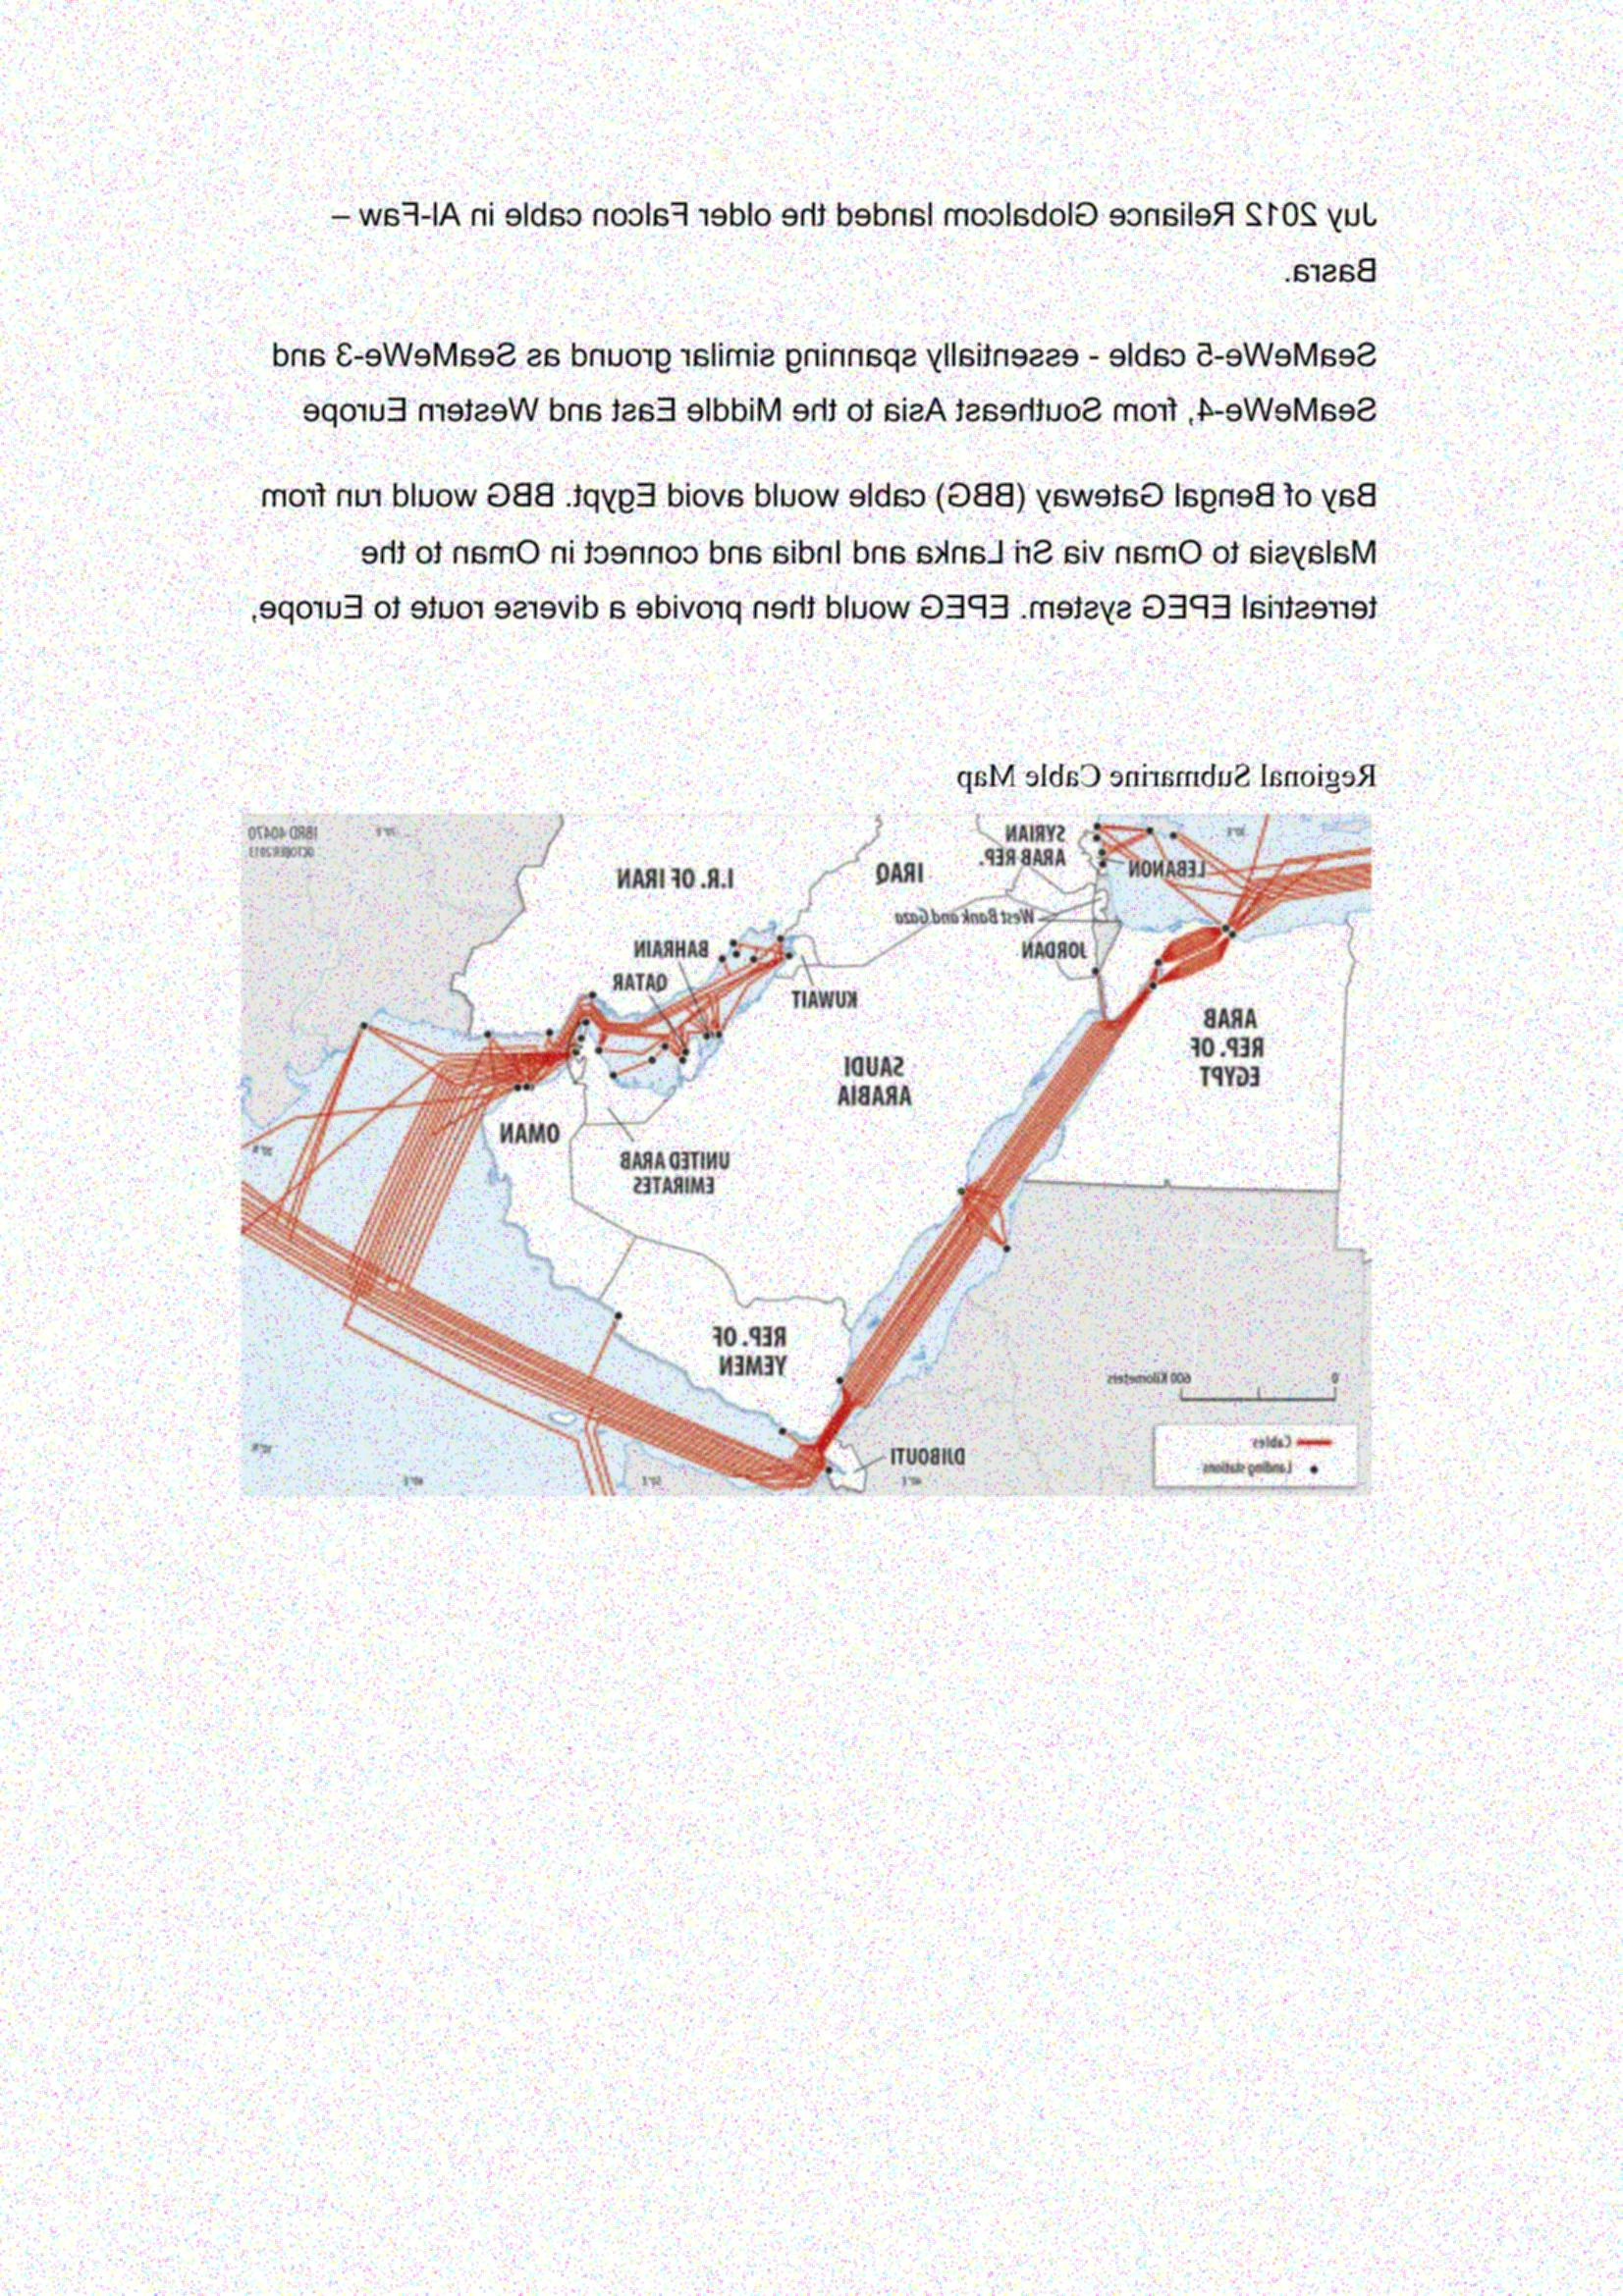 Juy 2012 Reliance Globalcom landed the older Falcon cable in Al-Faw –
Basra.
SeaMeWe-5 cable - essentially spanning similar ground as SeaMeWe-3 and
SeaMeWe-4, from Southeast Asia to the Middle East and Western Europe
Bay of Bengal Gateway (BBG) cable would avoid Egypt. BBG would run from
Malaysia to Oman via Sri Lanka and India and connect in Oman to the
terrestrial EPEG system. EPEG would then provide a diverse route to Europe,
Regional Submarine Cable Map
IBRD 40470
OCTOBER 2013
SYRIAN
ARAB REP.
LEBANON
IRAQ
I.R. OF IRAN
West Bank and Gaza
JORDAN
BAHRAIN
QATAR
KUWAIT
ARAB
REP. OF
EGYPT
SAUDI
ARABIA
OMAN
UNITED ARAB
EMIRATES
REP. OF
YEMEN
DJIBOUTI
0
600 Kilometers
Cables
Landing stations